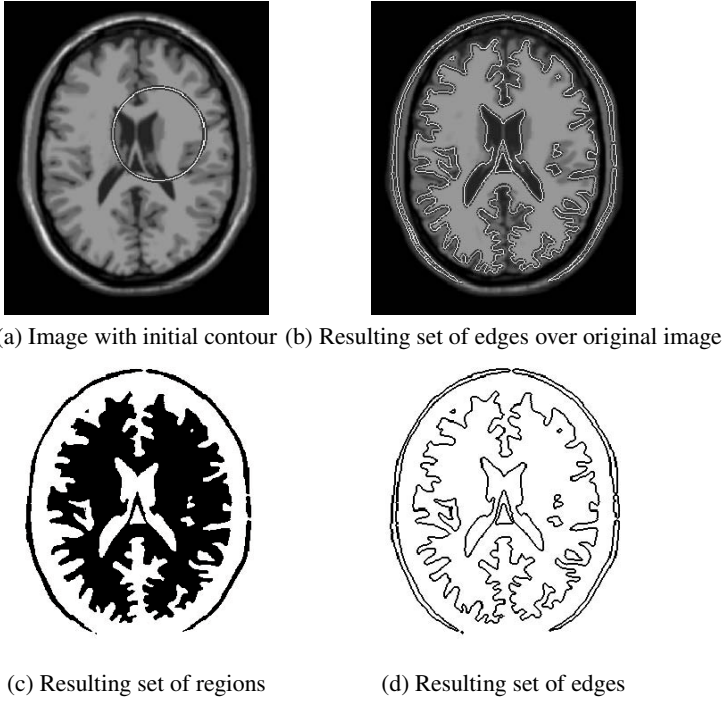 a) Image with initial contour (b) Resulting set of edges over original image
(c) Resulting set of regions (d) Resulting set of edges